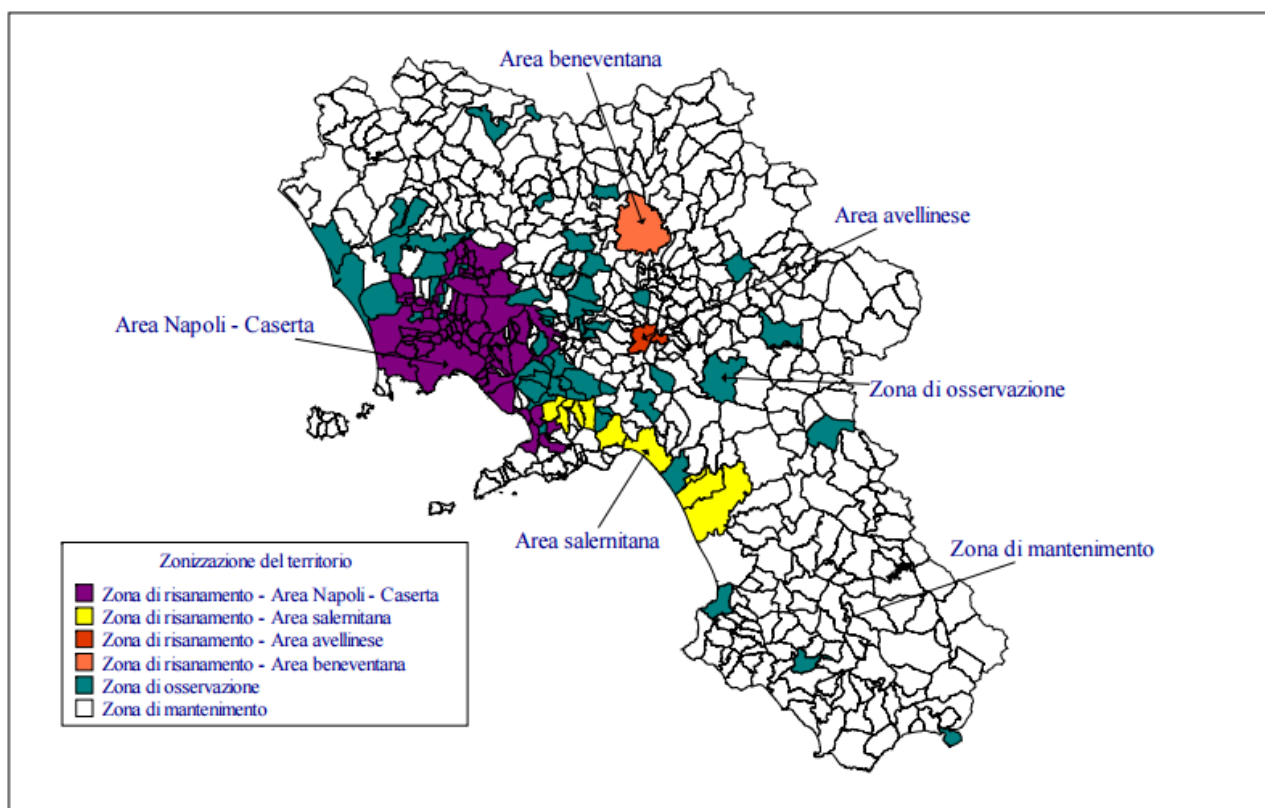 Area beneventana
Area avellinese
Area Napoli - Caserta
Zona di osservazione
Area salernitana
Zona di mantenimento
Zonizzazione del territorio
Zona di risanamento - Area Napoli - Caserta
Zona di risanamento - Area salernitana
Zona di risanamento - Area avellinese
Zona di risanamento - Area beneventana
Zona di osservazione
Zona di mantenimento